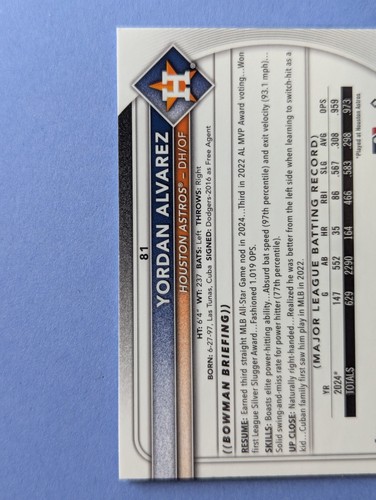 81
H
YORDAN ALVAREZ
HOUSTON ASTROS® – DH/OF
HT: 6'4" WT: 237 BATS: Left THROWS: Right
BORN: 6-27-97, Las Tunas, Cuba SIGNED: Dodgers-2016 as Free Agent
((BOWMAN BRIEFING))
RESUME: Earned third straight MLB All-Star Game nod in 2024...Third in 2022 AL MVP Award voting...Won
first League Silver Slugger Award...Fashioned 1.019 OPS.
SKILLS: Boasts elite power-hitting ability...Absurd bat speed (97th percentile) and exit velocity (93.1 mph)...
Solid swing-and-miss rate for power hitter (77th percentile).
UP CLOSE: Naturally right-handed...Realized he was better from the left side when learning to switch-hit as a
kid...Cuban family first saw him play in MLB in 2022.
(MAJOR LEAGUE BATTING RECORD)
YR G AB HR RBI SLG AVG OPS
2024* 147 552 35 86 .567 .308 .959
TOTALS 629 2290 164 466 .583 .298 .973
*Played at Houston Astros